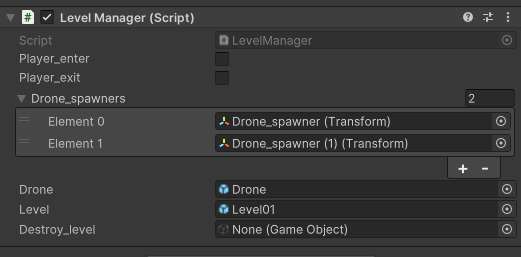 Level Manager (Script)
Script LevelManager
Player_enter
Player_exit
Drone_spawners 2
Element 0 Drone_spawner (Transform)
Element 1 Drone_spawner (1) (Transform)
+ -
Drone Drone
Level Level01
Destroy_level None (Game Object)